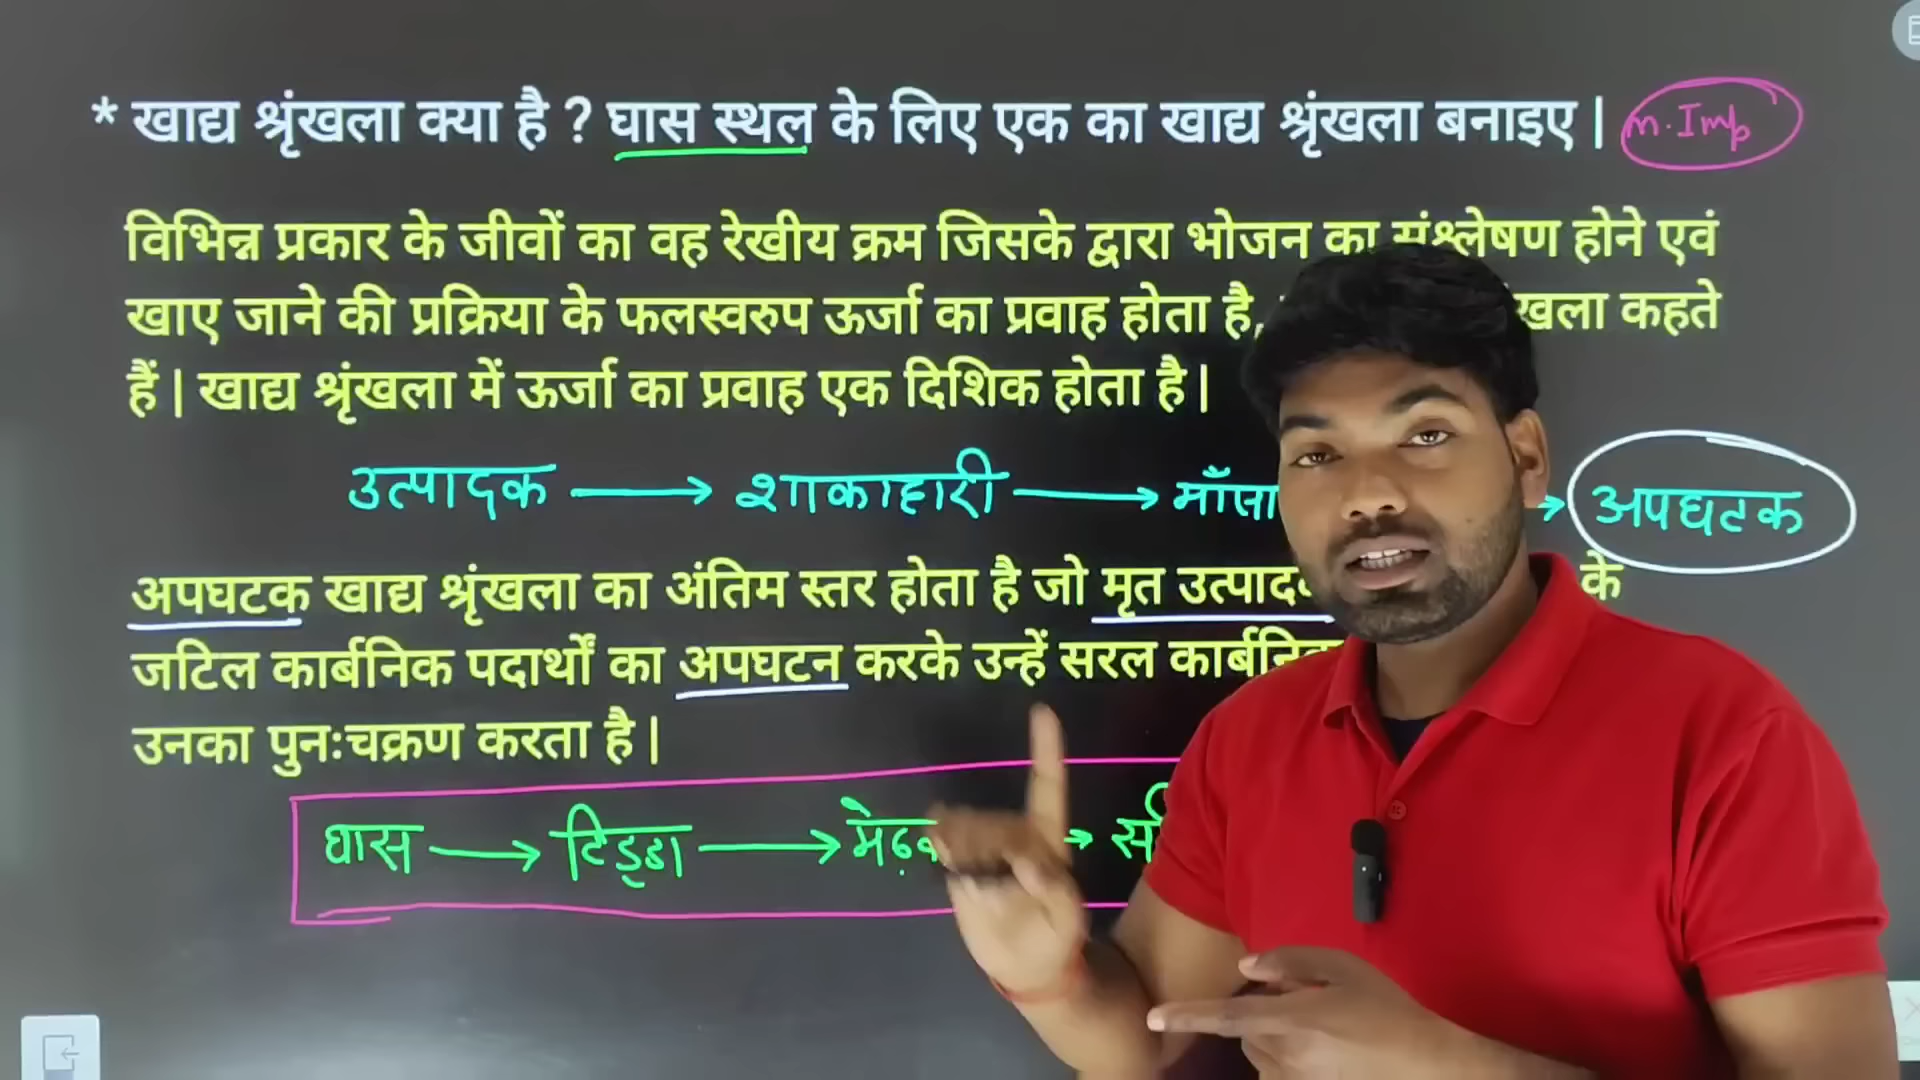 * खाद्य श्रृंखला क्या है ? घास स्थल के लिए एक का खाद्य श्रृंखला बनाइए | m. Imp
विभिन्न प्रकार के जीवों का वह रेखीय क्रम जिसके द्वारा भोजन का संश्लेषण होने एवं
खाए जाने की प्रक्रिया के फलस्वरुप ऊर्जा का प्रवाह होता है, कहते
हैं | खाद्य श्रृंखला में ऊर्जा का प्रवाह एक दिशिक होता है |
उत्पादक → शाकाहारी → → अपघटक
अपघटक खाद्य श्रृंखला का अंतिम स्तर होता है जो मृत के
जटिल कार्बनिक पदार्थों का अपघटन करके उन्हें सरल
उनका पुनःचक्रण करता है |
घास → टिड्डा → →